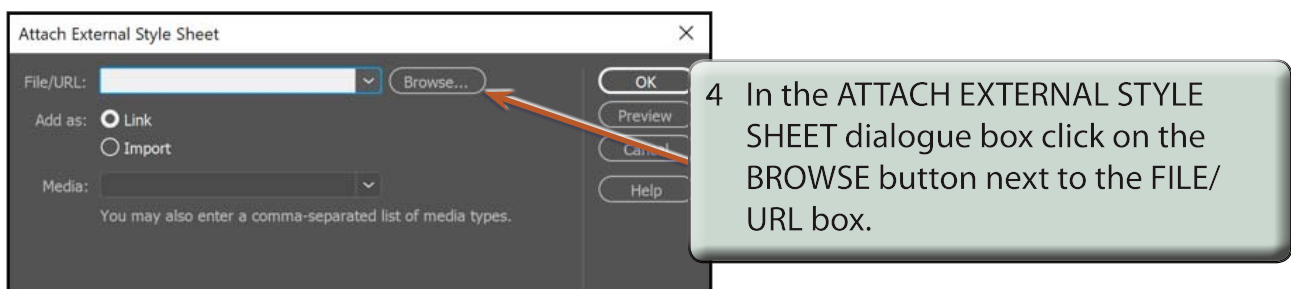 Attach External Style Sheet
File/URL:
Browse...
OK
Add as:
Link
Preview
Import
Cancel
Media:
Help
You may also enter a comma-separated list of media types.
4 In the ATTACH EXTERNAL STYLE
SHEET dialogue box click on the
BROWSE button next to the FILE/
URL box.